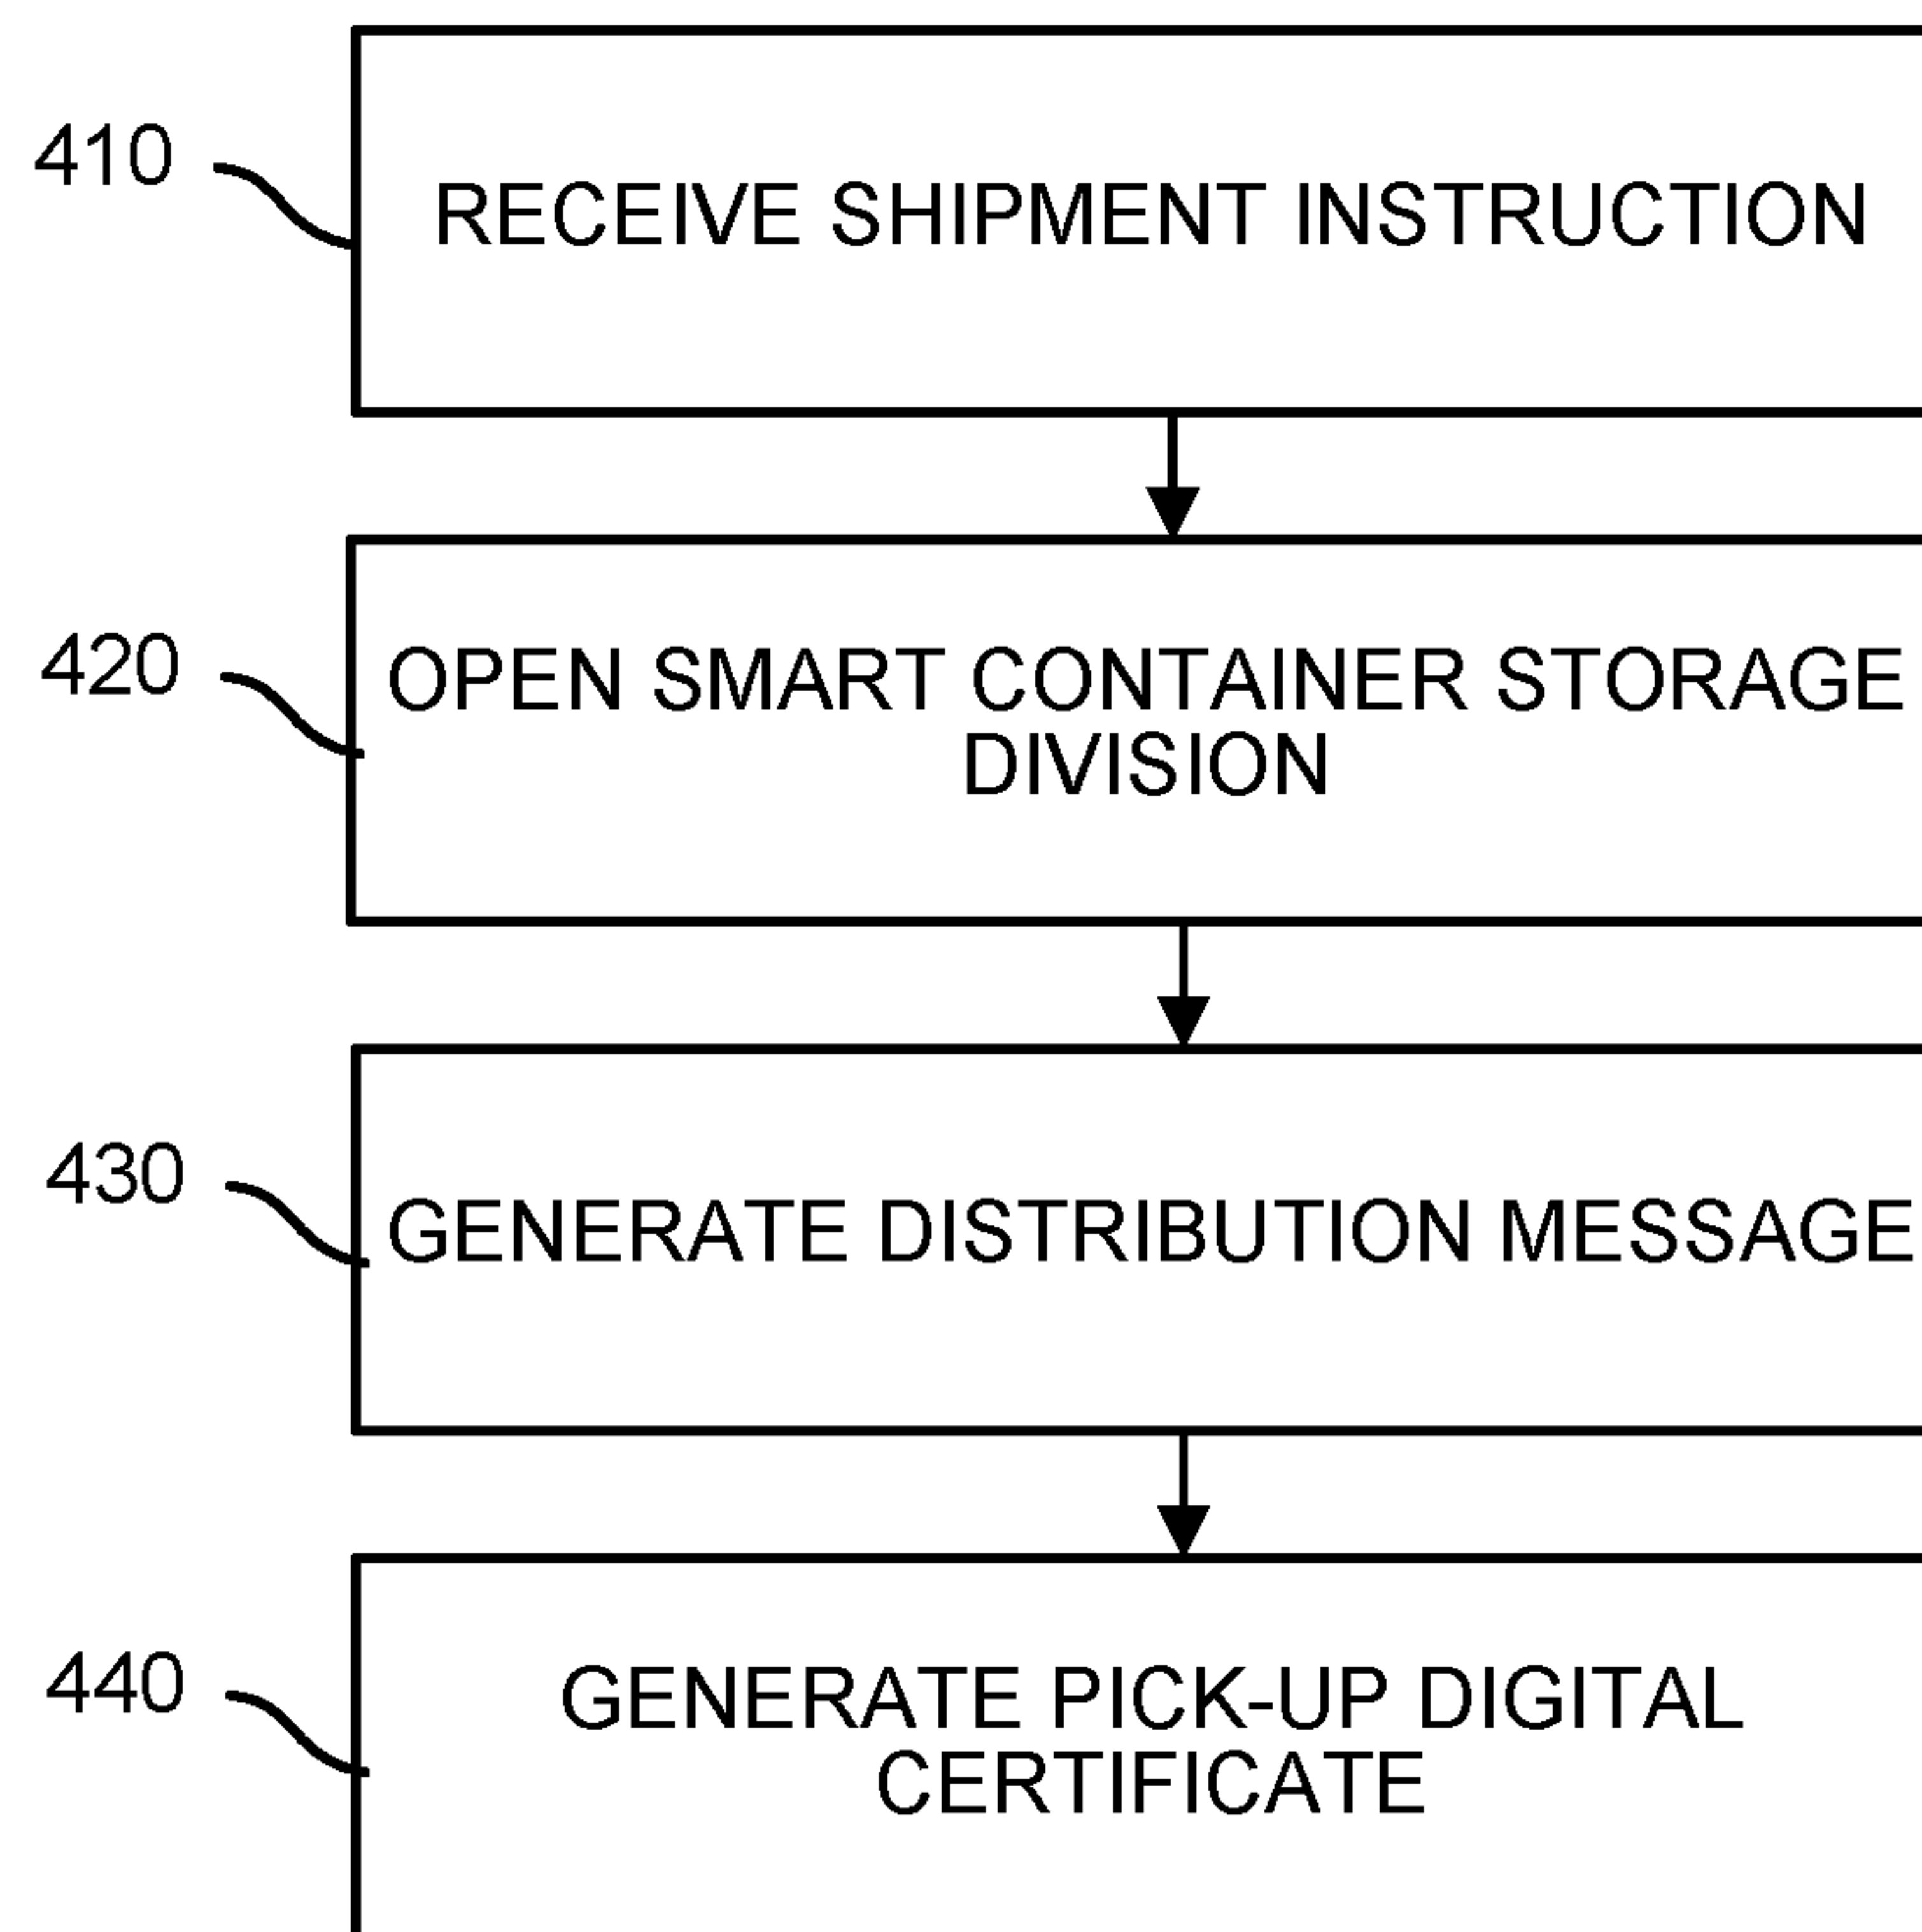 410
RECEIVE SHIPMENT INSTRUCTION
420
OPEN SMART CONTAINER STORAGE
DIVISION
430
GENERATE DISTRIBUTION MESSAGE
440
GENERATE PICK-UP DIGITAL
CERTIFICATE